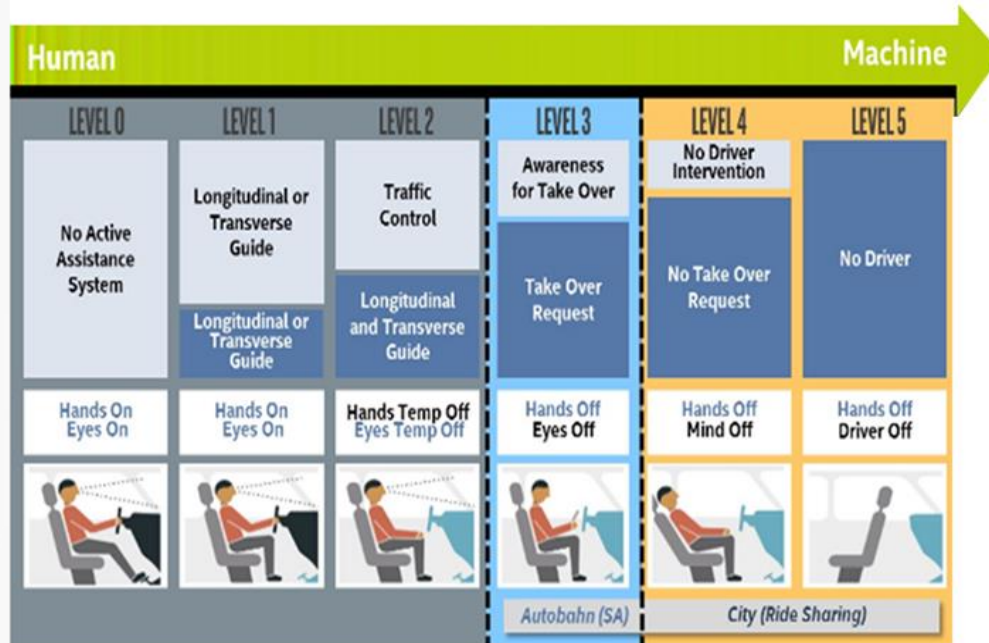 Human
Machine
LEVEL 0
LEVEL 1
LEVEL 2
LEVEL 3
LEVEL 4
LEVEL 5
No Active
Assistance
System
Longitudinal or
Transverse
Guide
Longitudinal or
Transverse
Guide
Traffic
Control
Longitudinal
and Transverse
Guide
Awareness
for Take Over
Take Over
Request
No Driver
Intervention
No Take Over
Request
No Driver
Hands On
Eyes On
Hands On
Eyes On
Hands Temp Off
Eyes Temp Off
Hands Off
Eyes Off
Hands Off
Mind Off
Hands Off
Driver Off
Autobahn (SA)
City (Ride Sharing)